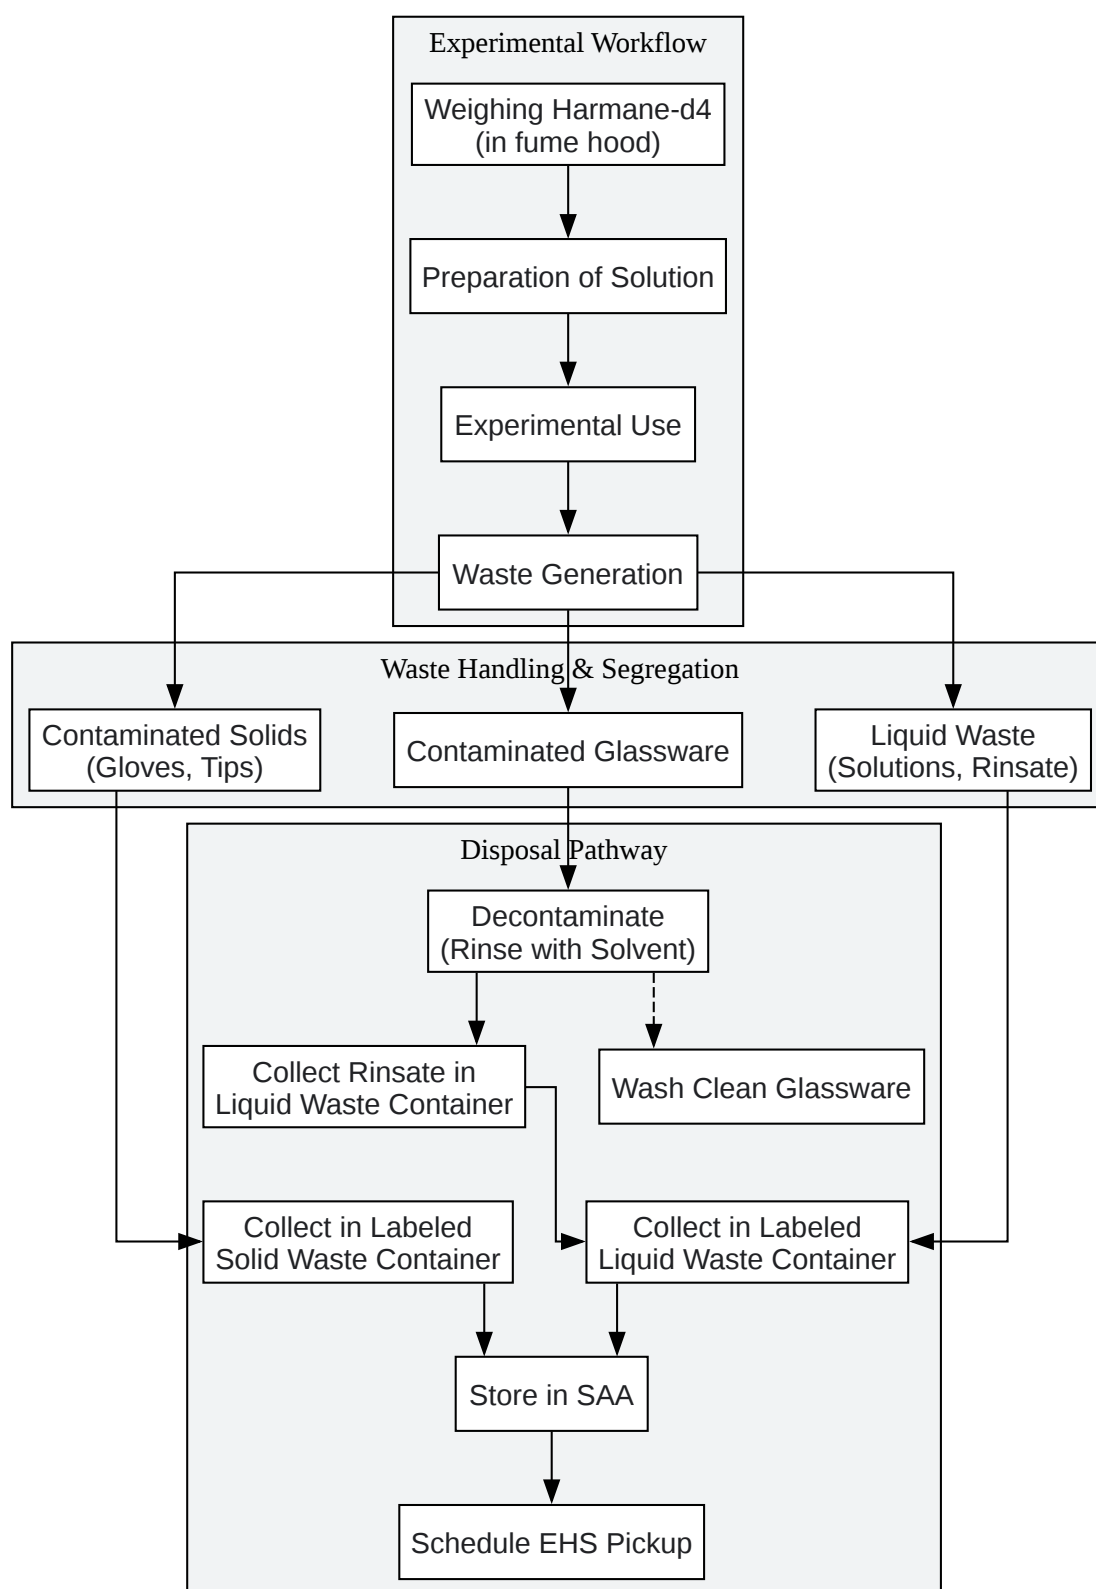 Experimental Workflow
Weighing Harmane-d4
(in fume hood)
Preparation of Solution
Experimental Use
Waste Generation
Waste Handling & Segregation
Contaminated Solids
(Gloves, Tips)
Contaminated Glassware
Liquid Waste
(Solutions, Rinsate)
Disposal Pathway
Decontaminate
(Rinse with Solvent)
Collect Rinsate in
Liquid Waste Container
Wash Clean Glassware
Collect in Labeled
Solid Waste Container
Collect in Labeled
Liquid Waste Container
Store in SAA
Schedule EHS Pickup